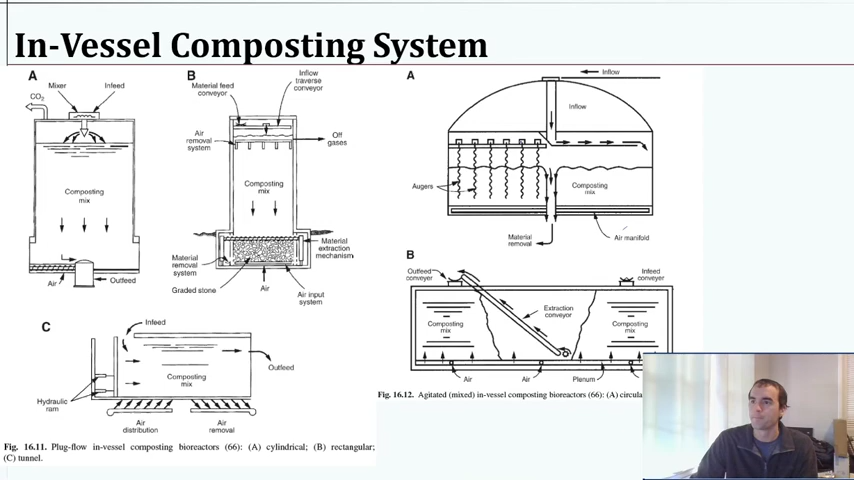 In-Vessel Composting System
A
Mixer
Infeed
CO2
Composting
mix
Air
Outfeed
B
Material feed
conveyor
Inflow
traverse
conveyor
Air
removal
system
Off
gases
Composting
mix
Material
removal
system
Graded stone
Air
Material
extraction
mechanism
Air input
system
C
Infeed
Composting
mix
Outfeed
Hydraulic
ram
Air
distribution
Air
removal
Fig. 16.11. Plug-flow in-vessel composting bioreactors (66): (A) cylindrical; (B) rectangular;
(C) tunnel.
A
Inflow
Inflow
Augers
Composting
mix
Material
removal
Air manifold
B
Outfeed
conveyer
Infeed
conveyer
Composting
mix
Extraction
conveyor
Composting
mix
Air
Air
Plenum
Fig. 16.12. Agitated (mixed) in-vessel composting bioreactors (66): (A)